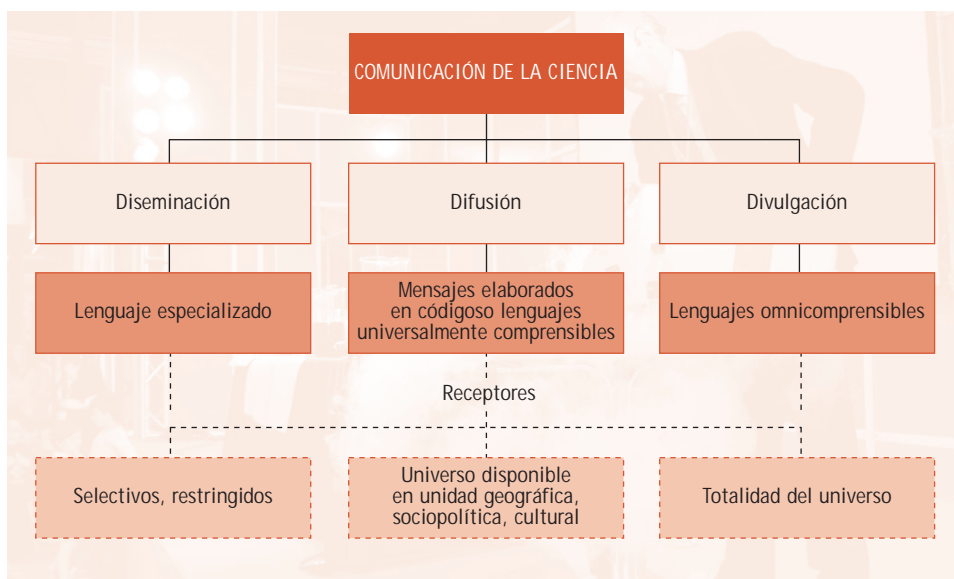 COMUNICACIÓN DE LA CIENCIA
Diseminación
Difusión
Divulgación
Lenguaje especializado
Mensajes elaborados
en códigoso lenguajes
universalmente comprensibles
Lenguajes omnicomprensibles
Receptores
Selectivos, restringidos
Universo disponible
en unidad geográfica,
sociopolítica, cultural
Totalidad del universo